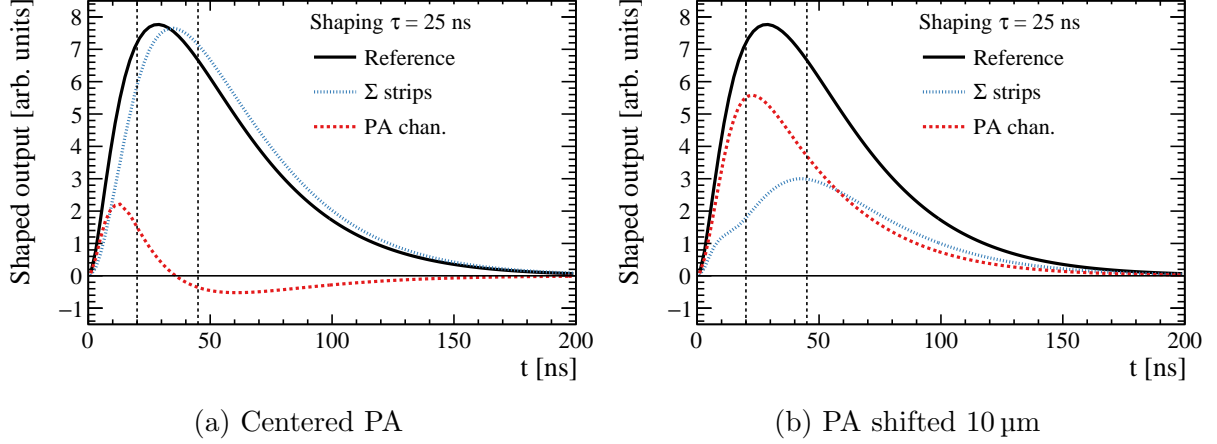 Shaped output [arb. units]
8
7
6
5
4
3
2
1
0
−1
Shaping τ = 25 ns
Reference
Σ strips
PA chan.
0 50 100 150 200
t [ns]
(a) Centered PA
Shaped output [arb. units]
8
7
6
5
4
3
2
1
0
−1
Shaping τ = 25 ns
Reference
Σ strips
PA chan.
0 50 100 150 200
t [ns]
(b) PA shifted 10 µm